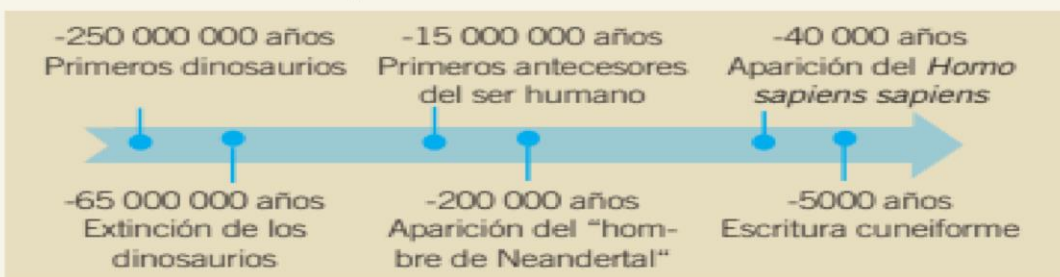 -250 000 000 años
Primeros dinosaurios
-15 000 000 años
Primeros antecesores
del ser humano
-40 000 años
Aparición del Homo
sapiens sapiens
-65 000 000 años
Extinción de los
dinosaurios
-200 000 años
Aparición del “hom-
bre de Neandertal“
-5000 años
Escritura cuneiforme